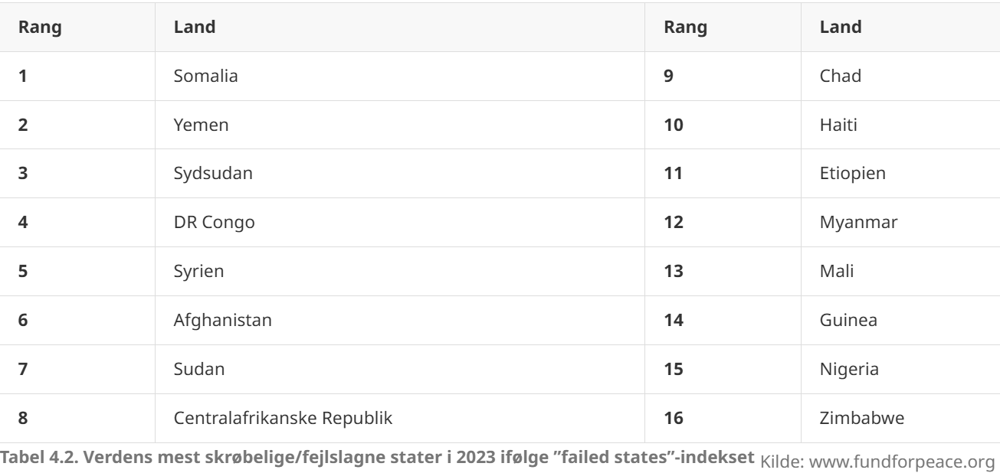 Rang Land Rang Land
1 Somalia 9 Chad
2 Yemen 10 Haiti
3 Sydsudan 11 Etiopien
4 DR Congo 12 Myanmar
5 Syrien 13 Mali
6 Afghanistan 14 Guinea
7 Sudan 15 Nigeria
8 Centralafrikanske Republik 16 Zimbabwe
Tabel 4.2. Verdens mest skrøbelige/fejlslagne stater i 2023 ifølge ”failed states”-indekset Kilde: www.fundforpeace.org